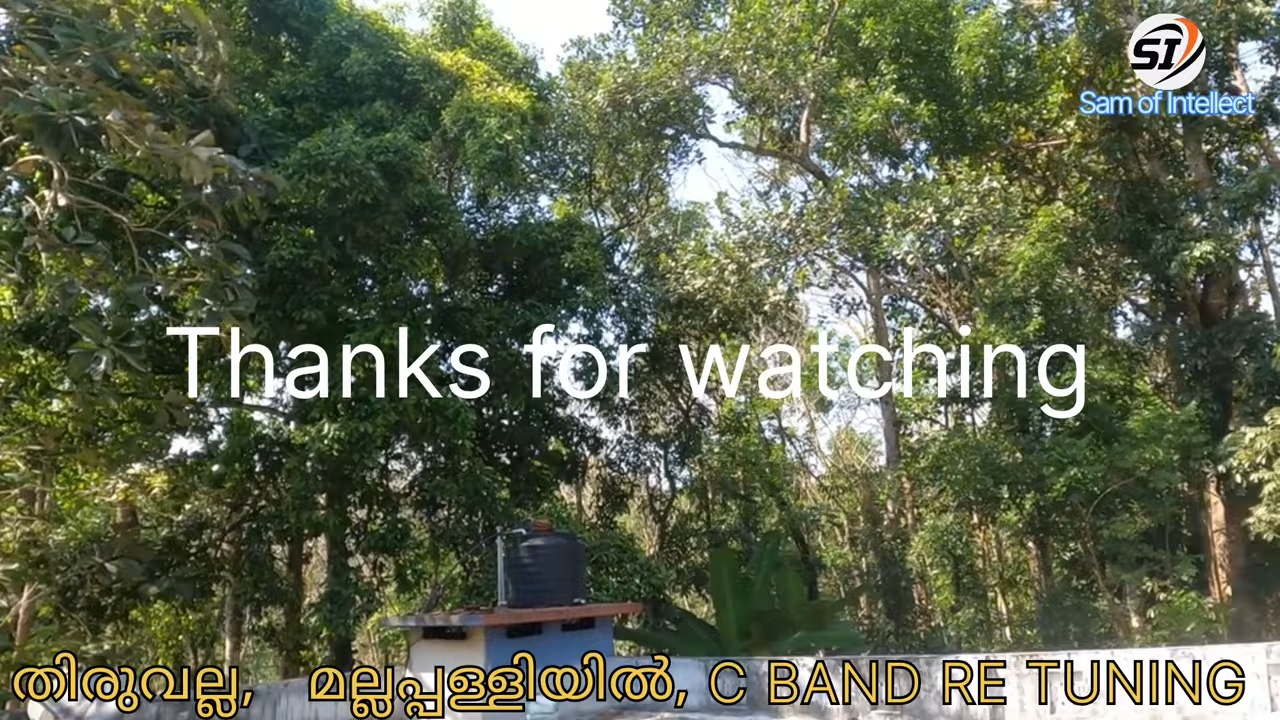 SI
Sam of Intellect
Thanks for watching
തിരുവല്ല, മല്ലപ്പള്ളിയിൽ, C BAND RE TUNING